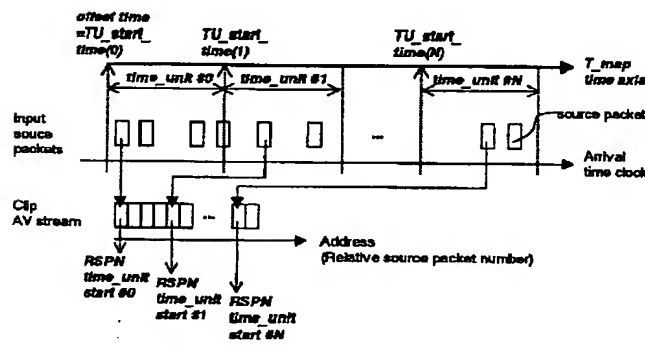 offset time
=TU_start_
time(0)
TU_start_
time(1)
TU_start_
time(N)
T_map
time axis
time_unit #0
time_unit #1
time_unit #N
Input
souce
packets
...
source packet
Arrival
time clock
Clip
AV stream
...
Address
(Relative source packet number)
RSPN
time_unit
start #0
RSPN
time_unit
start #1
RSPN
time_unit
start #N